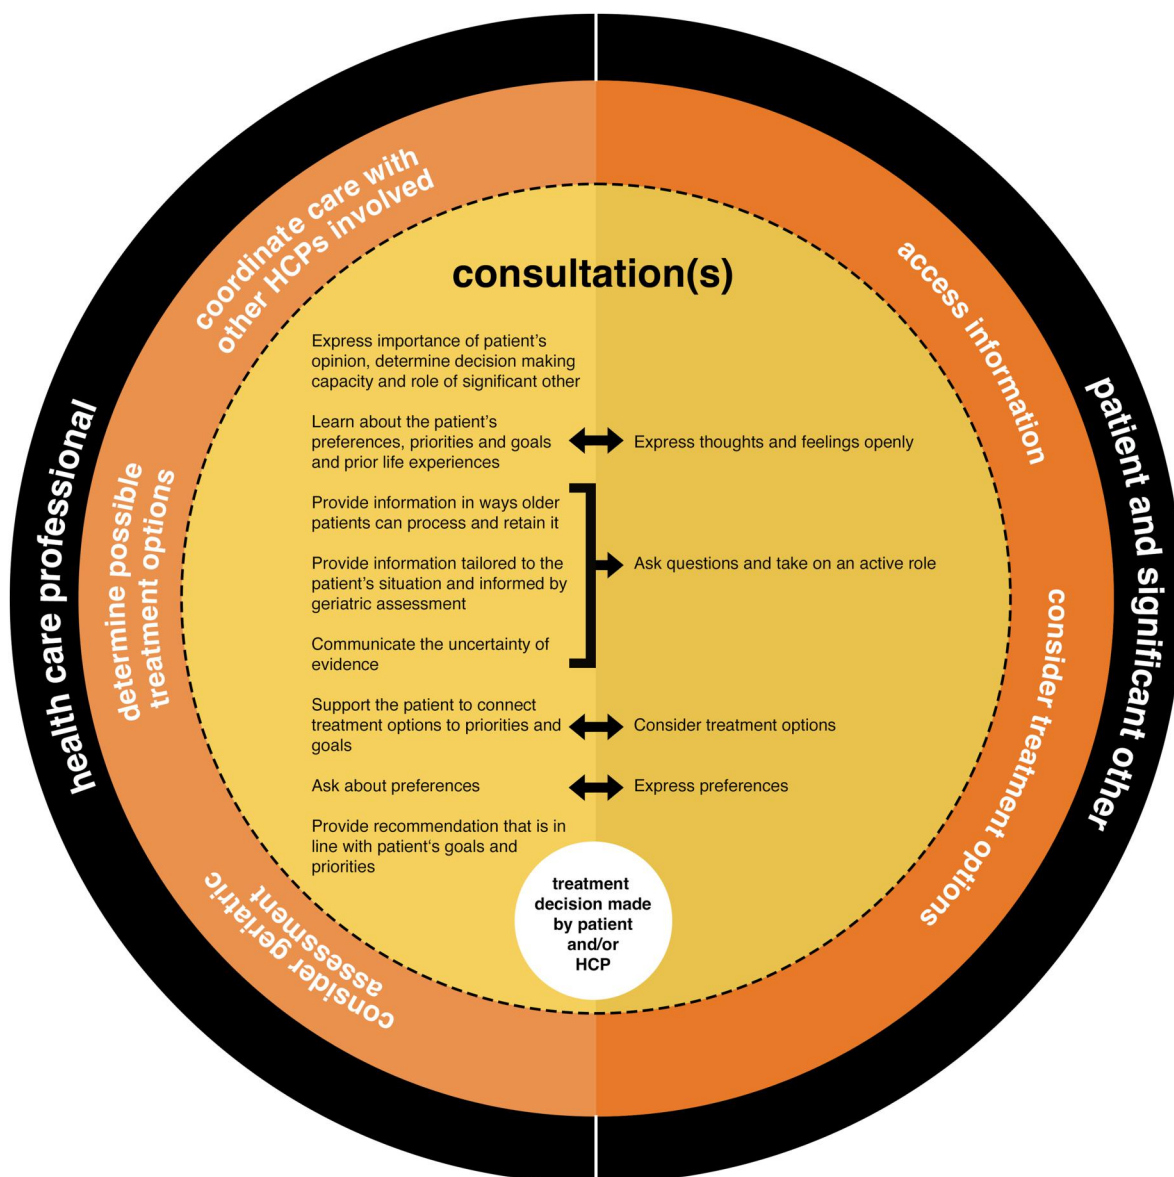 health care professional
patient and significant other
coordinate care with
other HCPs involved
determine possible
treatment options
consider geriatric
assessment
access information
consider treatment options
consultation(s)
Express importance of patient’s
opinion, determine decision making
capacity and role of significant other
Learn about the patient’s
preferences, priorities and goals
and prior life experiences
Express thoughts and feelings openly
Provide information in ways older
patients can process and retain it
Provide information tailored to the
patient’s situation and informed by
geriatric assessment
Communicate the uncertainty of
evidence
Ask questions and take on an active role
Support the patient to connect
treatment options to priorities and
goals
Consider treatment options
Ask about preferences
Express preferences
Provide recommendation that is in
line with patient‘s goals and
priorities
treatment
decision made
by patient
and/or
HCP